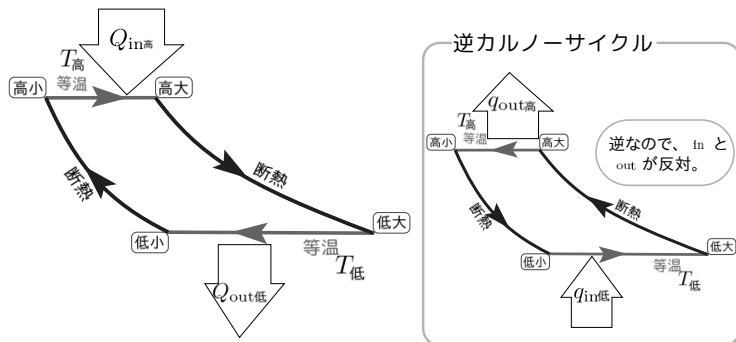 Qin高
T高
等温
高小
高大
断熱
断熱
低小
低大
等温
T低
Qout低
逆カルノーサイクル
qout高
T高
等温
高小
高大
逆なので、 in と
out が反対。
断熱
断熱
低小
低大
等温
T低
qin低